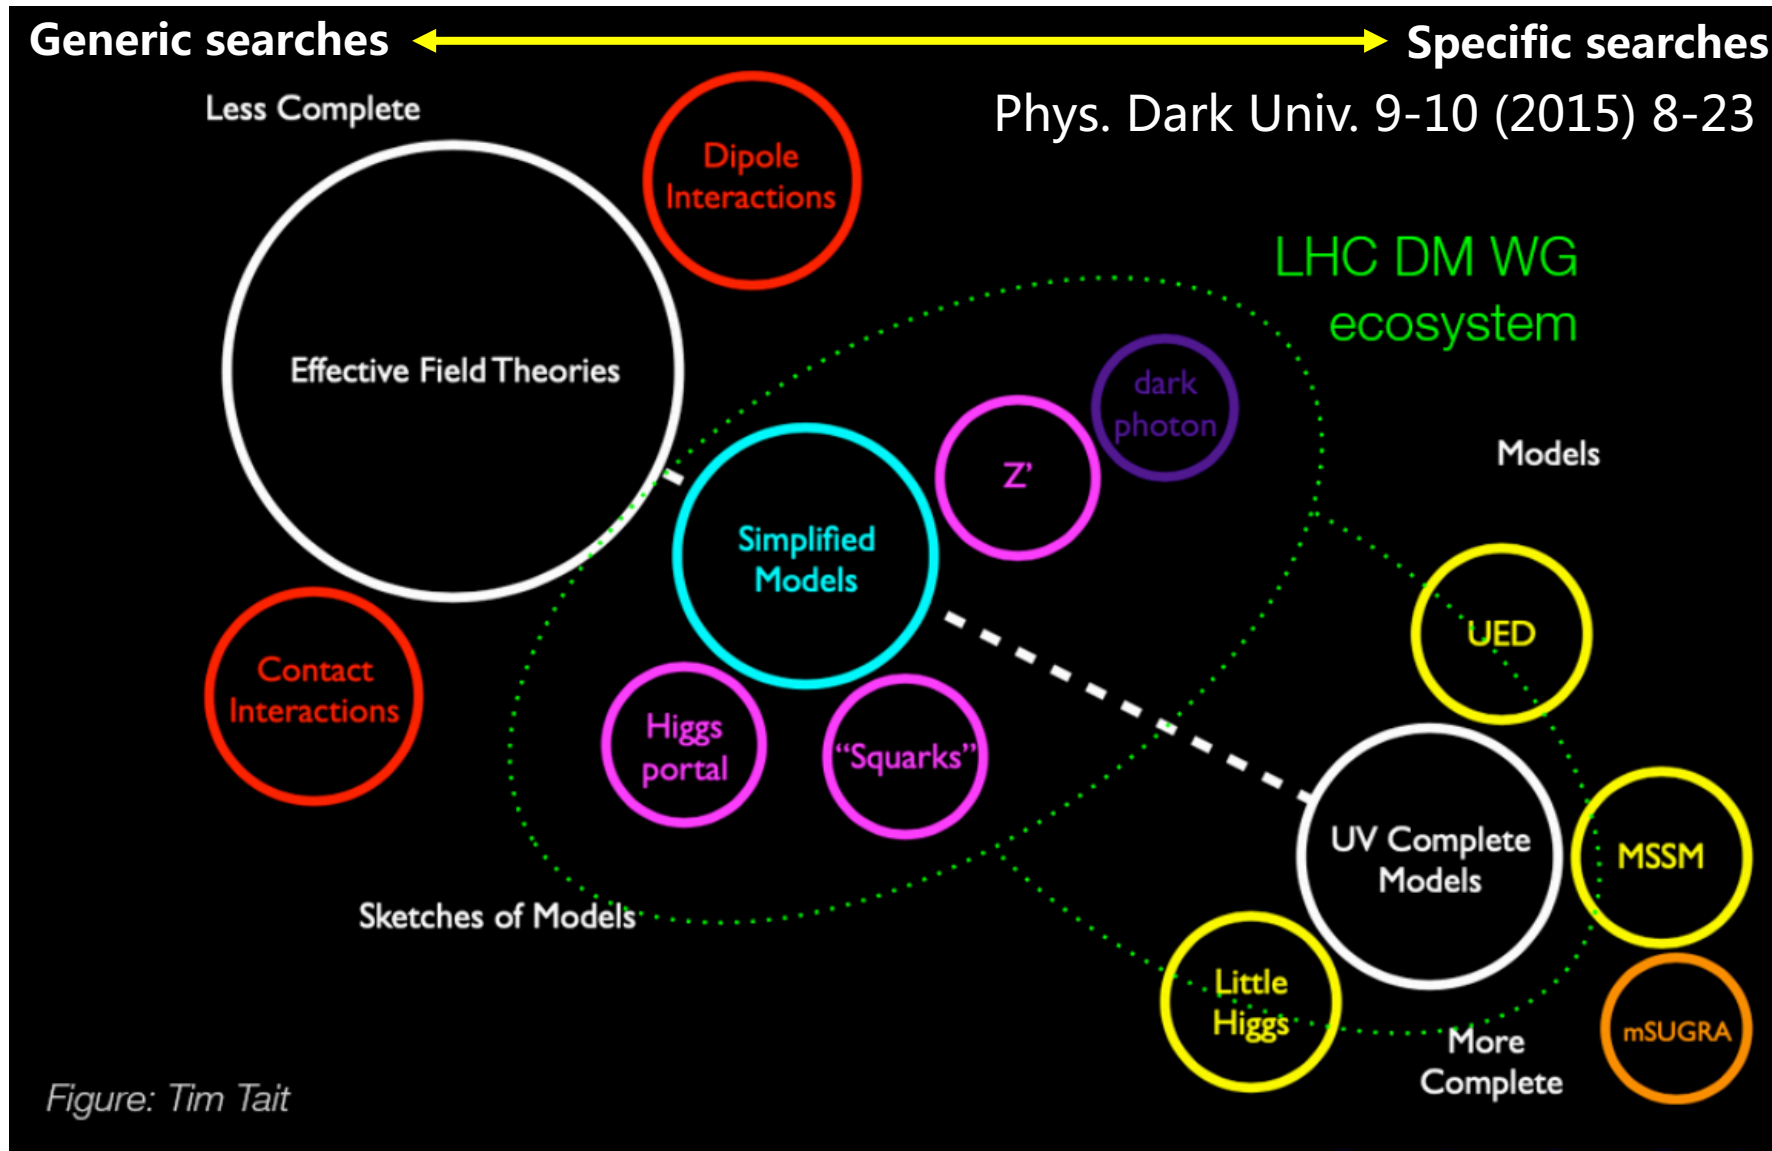 Generic searches
Specific searches
Less Complete
Phys. Dark Univ. 9-10 (2015) 8-23
Dipole
Interactions
LHC DM WG
ecosystem
Effective Field Theories
dark
photon
Z’
Models
Simplified
Models
UED
Contact
Interactions
Higgs
portal
“Squarks”
UV Complete
Models
MSSM
Sketches of Models
Little
Higgs
mSUGRA
More
Complete
Figure: Tim Tait